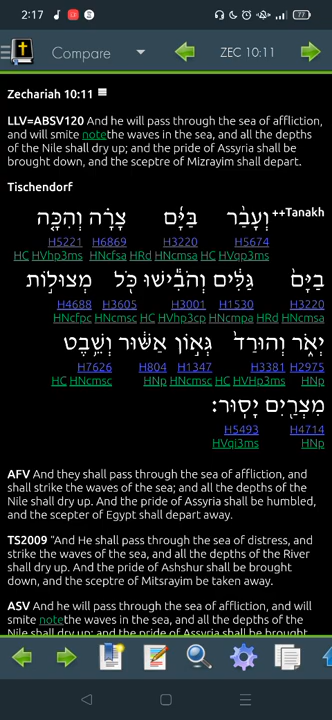 2:17
77
Compare
ZEC 10:11
Zechariah 10:11
LLV=ABSV120 And he will pass through the sea of affliction,
and will smite notethe waves in the sea, and all the depths
of the Nile shall dry up; and the pride of Assyria shall be
brought down, and the sceptre of Mizrayim shall depart.
Tischendorf
++Tanakh וְעָבַ֨ר בַּיָּ֜ם צָרָ֗ה וְהִכָּ֤ה
H5221 H6869 H3220 H5674
HC HVhp3ms HNcfsa HRd HNcmsa HC HVqp3ms
בַיָּם֙ גַּלִּ֔ים וְהֹבִ֕ישׁוּ כֹּ֖ל מְצוּל֣וֹת
H4688 H3605 H3001 H1530 H3220
HNcfpc HNcmsc HC HVhp3cp HNcmpa HRd HNcmsa
יְאֹ֑ר וְהוּרַד֙ גְּא֣וֹן אַשּׁ֔וּר וְשֵׁ֥בֶט
H7626 H804 H1347 H3381 H2975
HC HNcmsc HNp HNcmsc HC HVHp3ms HNp
מִצְרַ֖יִם יָסֽוּר׃
H5493 H4714
HVqi3ms HNp
AFV And they shall pass through the sea of affliction, and
shall strike the waves of the sea; and all the depths of the
Nile shall dry up. And the pride of Assyria shall be humbled,
and the scepter of Egypt shall depart away.
TS2009 “And He shall pass through the sea of distress, and
strike the waves of the sea, and all the depths of the River
shall dry up. And the pride of Ashshur shall be brought
down, and the sceptre of Mitsrayim be taken away.
ASV And he will pass through the sea of affliction, and will
smite notethe waves in the sea, and all the depths of the
Nile shall dry up; and the pride of Assyria shall be brought